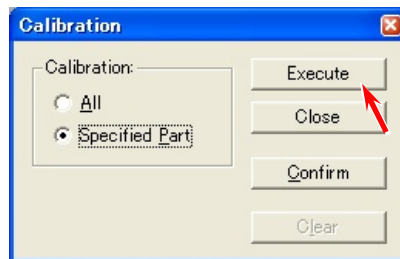 Calibration
Calibration:
All
Specified Part
Execute
Close
Confirm
Clear